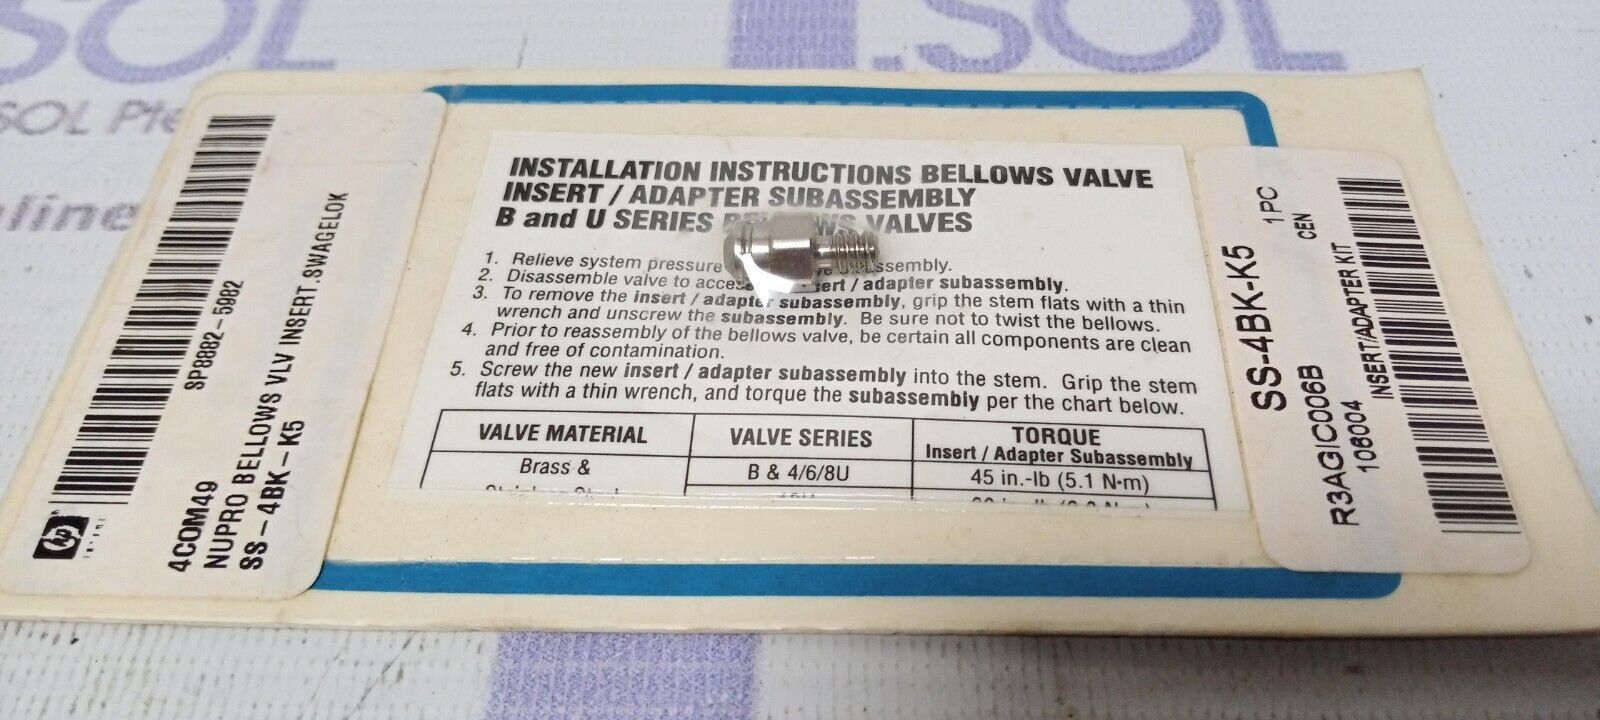 .SOL
SOL Pte
nline
I.SOL
SP8882-5982
4COM49
NUPRO BELLOWS VLV INSERT.SWAGELOK
SS-4BK-K5
hp
INSTALLATION INSTRUCTIONS BELLOWS VALVE
INSERT / ADAPTER SUBASSEMBLY
B and U SERIES VALVES
1. Relieve system pressure
2. Disassemble valve to insert / adapter subassembly.
3. To remove the insert / adapter subassembly, grip the stem flats with a thin
wrench and unscrew the subassembly. Be sure not to twist the bellows.
4. Prior to reassembly of the bellows valve, be certain all components are clean
and free of contamination.
5. Screw the new insert / adapter subassembly into the stem. Grip the stem
flats with a thin wrench, and torque the subassembly per the chart below.
VALVE MATERIAL VALVE SERIES TORQUE
Insert / Adapter Subassembly
Brass & B & 4/6/8U 45 in.-lb (5.1 N·m)
SS-4BK-K5 1 PC
CEN
R3AGIC006B
106004
INSERT/ADAPTER KIT